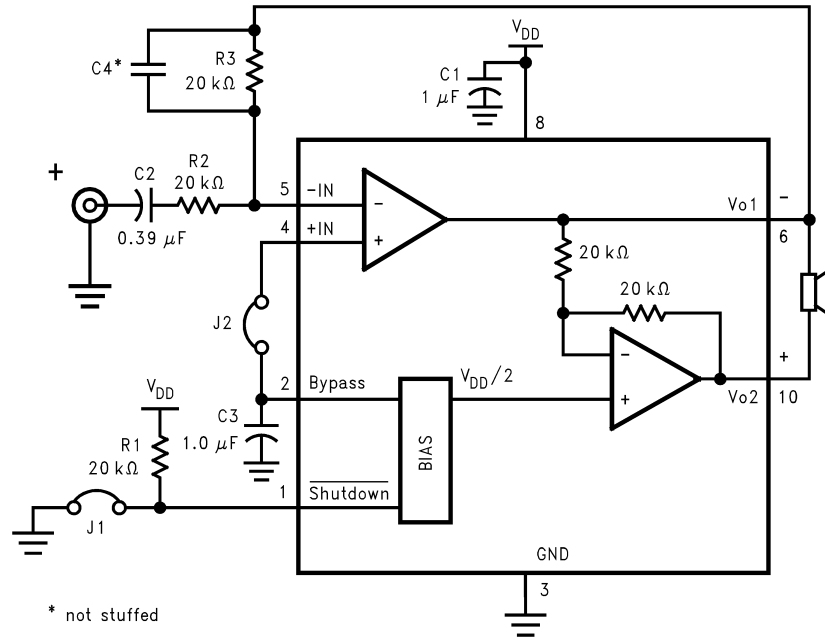 V_DD
C4*
R3
20 kΩ
C1
1 μF
8
+
C2
R2
20 kΩ
0.39 μF
5
-IN
-
4
+IN
+
Vo1
-
6
20 kΩ
20 kΩ
J2
-
+
Vo2
10
+
2
Bypass
V_DD/2
C3
1.0 μF
BIAS
V_DD
R1
20 kΩ
1
Shutdown
J1
GND
3
* not stuffed